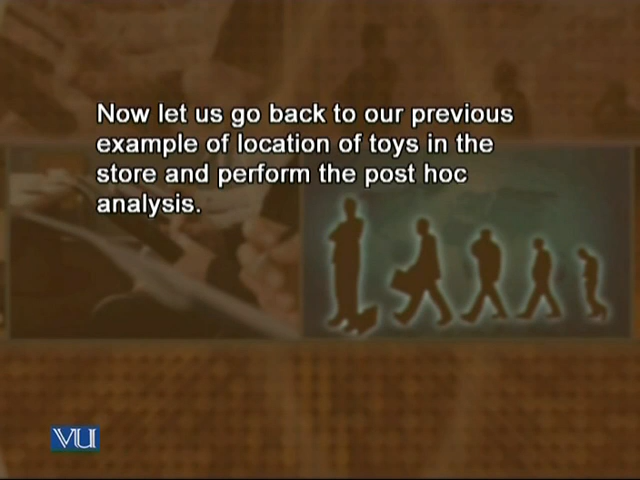 Now let us go back to our previous
example of location of toys in the
store and perform the post hoc
analysis.
VU